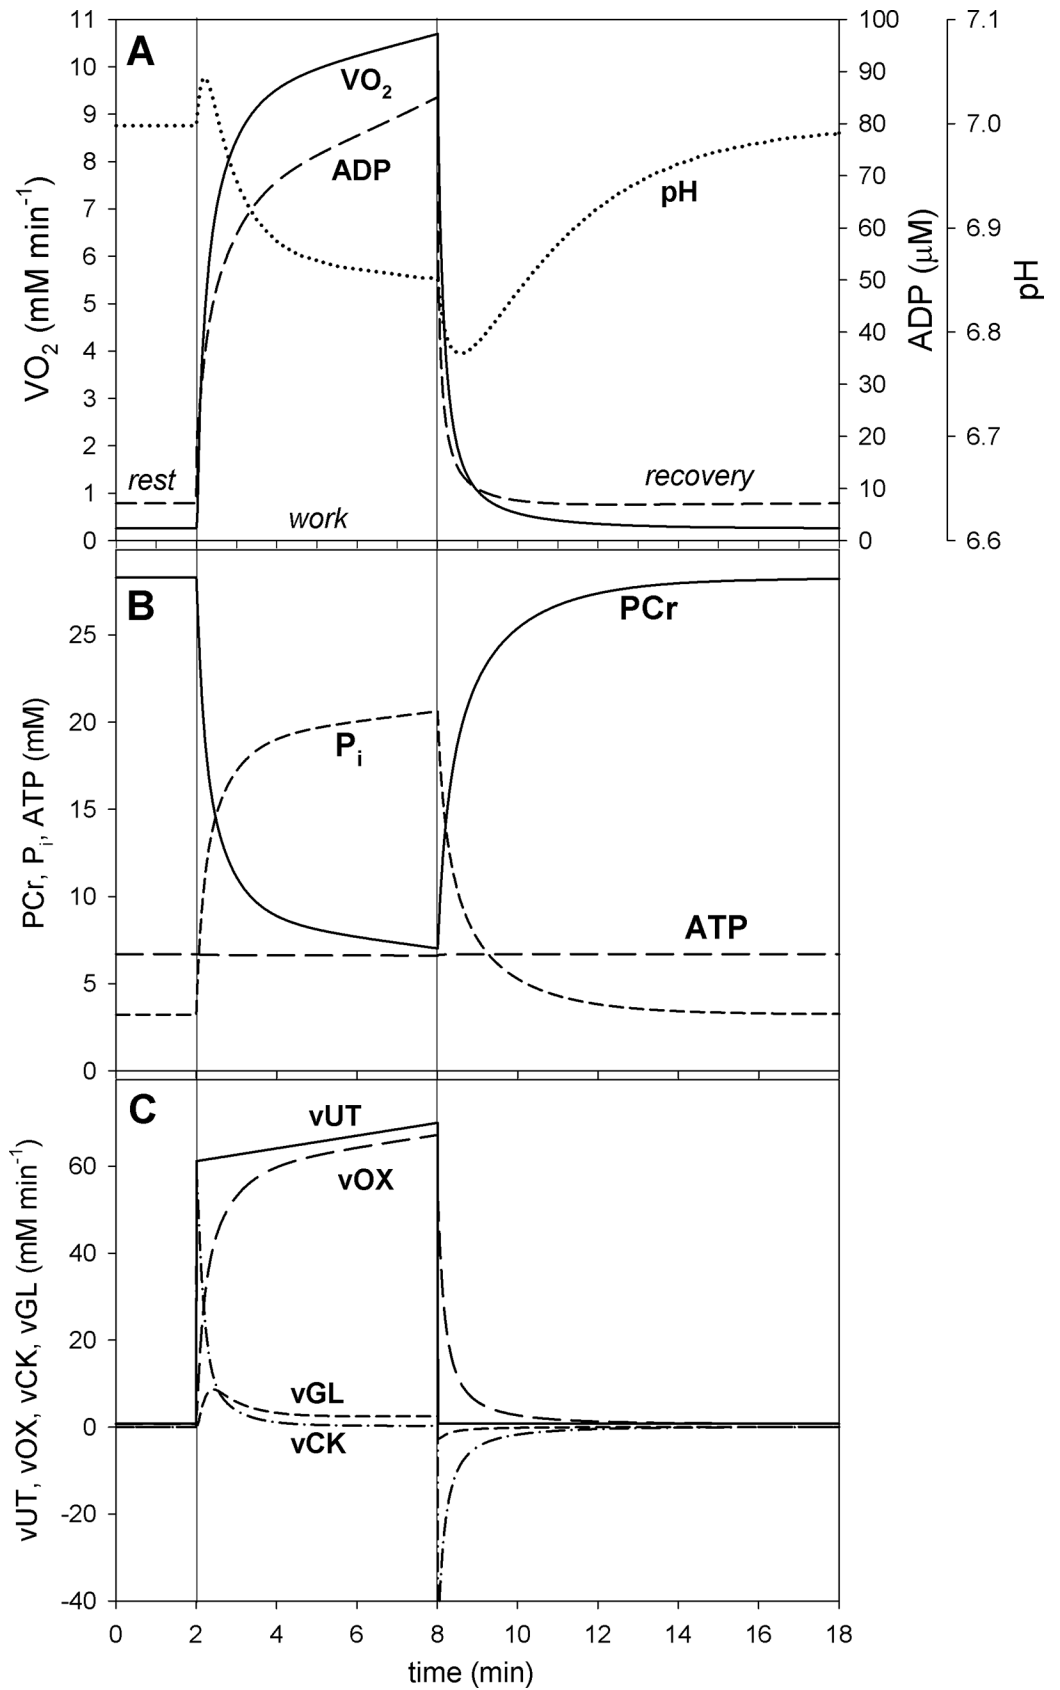 A
VO2 (mM min-1)
11
10
9
8
7
6
5
4
3
2
1
0
VO2
ADP
pH
rest
work
recovery
100
90
80
70
60
50
40
30
20
10
0
ADP (μM)
7.1
7.0
6.9
6.8
6.7
6.6
pH
B
PCr, Pi, ATP (mM)
25
20
15
10
5
0
PCr
Pi
ATP
C
vUT, vOX, vCK, vGL (mM min-1)
60
40
20
0
-20
-40
vUT
vOX
vGL
vCK
0 2 4 6 8 10 12 14 16 18
time (min)